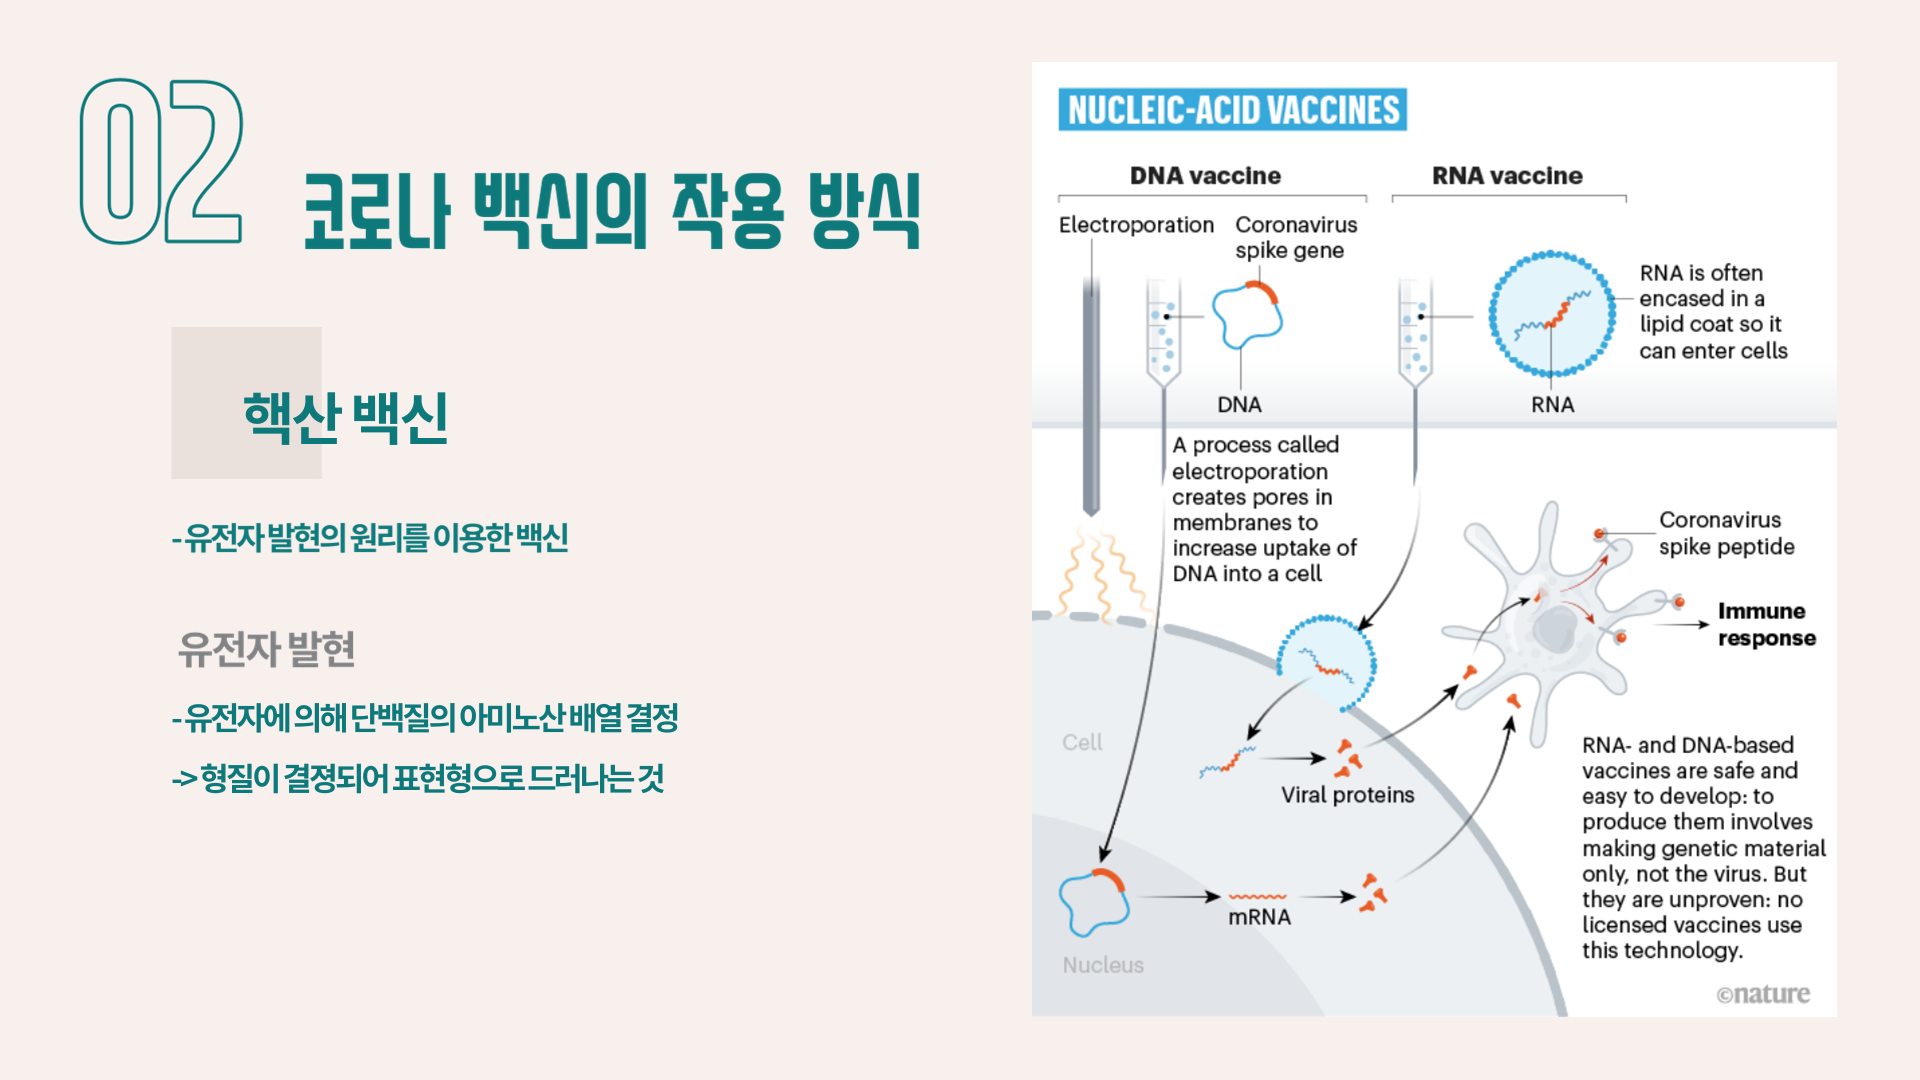 02
코로나 백신의 작용 방식
핵산 백신
- 유전자 발현의 원리를 이용한 백신
유전자 발현
- 유전자에 의해 단백질의 아미노산 배열 결정
-> 형질이 결졍되어 표현형으로 드러나는 것
NUCLEIC-ACID VACCINES
DNA vaccine
Electroporation
Coronavirus
spike gene
DNA
A process called
electroporation
creates pores in
membranes to
increase uptake of
DNA into a cell
RNA vaccine
RNA is often
encased in a
lipid coat so it
can enter cells
RNA
Coronavirus
spike peptide
Immune
response
Cell
Viral proteins
mRNA
Nucleus
RNA- and DNA-based
vaccines are safe and
easy to develop: to
produce them involves
making genetic material
only, not the virus. But
they are unproven: no
licensed vaccines use
this technology.
©nature